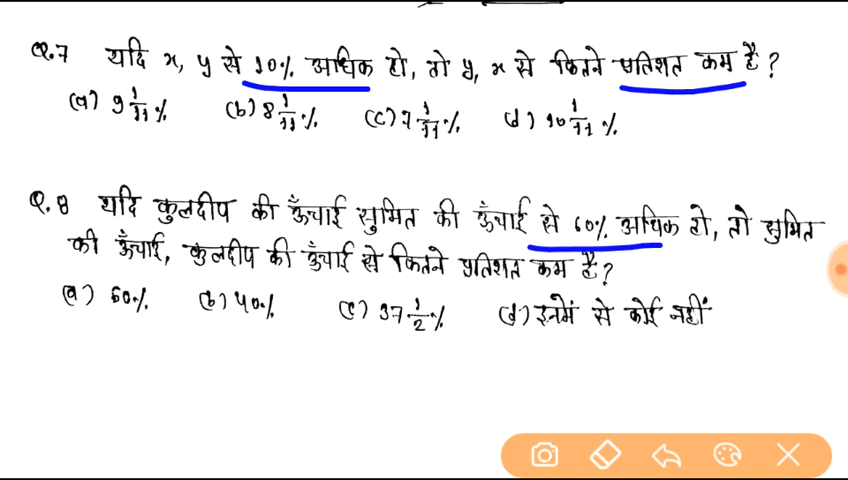 Q.7 यदि x, y से 10% अधिक हो, तो y, x से कितने प्रतिशत कम है?
(a) 9 1/11% (b) 8 1/11% (c) 7 1/11% (d) 10 1/11%
Q.8 यदि कुलदीप की ऊँचाई सुमित की ऊँचाई से 60% अधिक हो, तो सुमित
की ऊँचाई, कुलदीप की ऊँचाई से कितने प्रतिशत कम है?
(a) 60% (b) 40% (c) 37 1/2% (d) इनमें से कोई नहीं